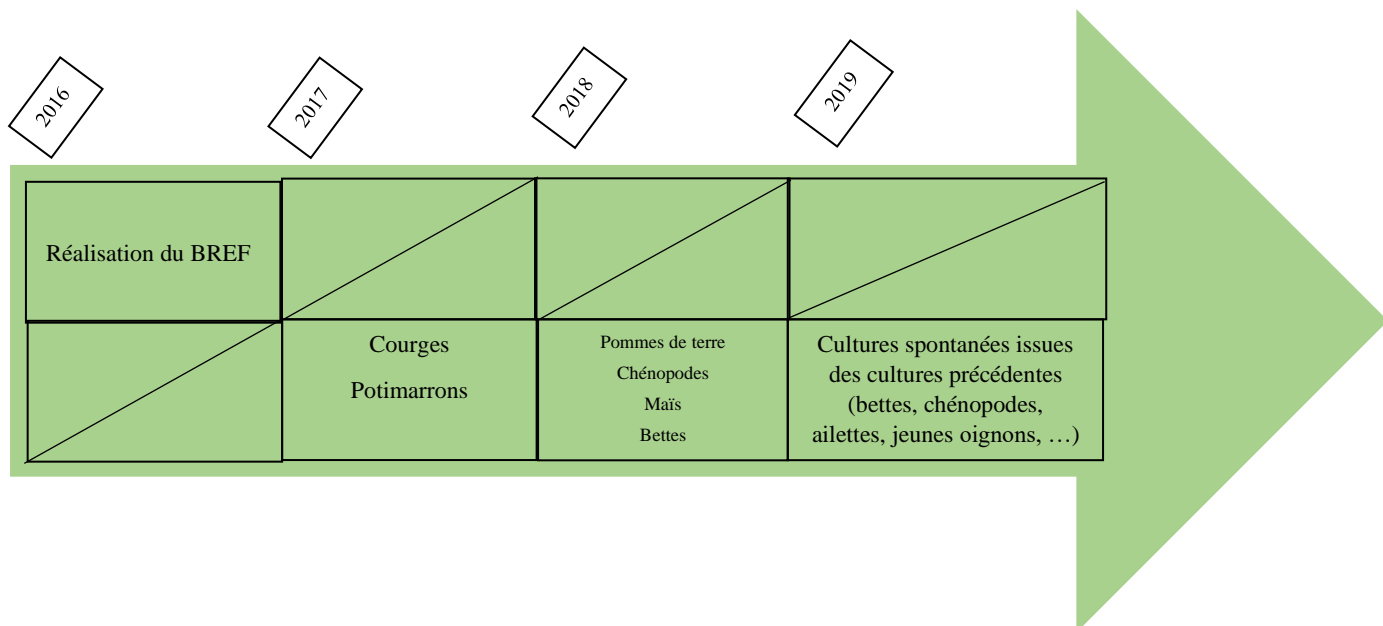 2016
2017
2018
2019
Réalisation du BREF
Courges
Potimarrons
Pommes de terre
Chénopodes
Maïs
Bettes
Cultures spontanées issues
des cultures précédentes
(bettes, chénopodes,
ailettes, jeunes oignons, …)